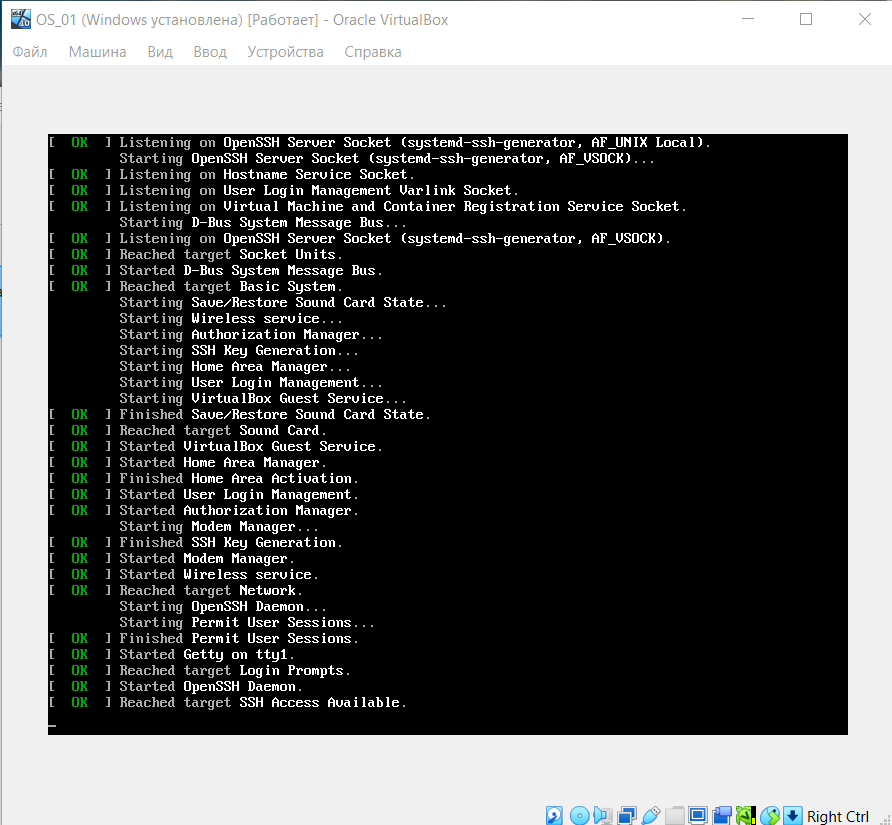 OS_01 (Windows установлена) [Работает] - Oracle VirtualBox
Файл Машина Вид Ввод Устройства Справка
[ OK ] Listening on OpenSSH Server Socket (systemd-ssh-generator, AF_UNIX Local).
Starting OpenSSH Server Socket (systemd-ssh-generator, AF_VSOCK)...
[ OK ] Listening on Hostname Service Socket.
[ OK ] Listening on User Login Management Varlink Socket.
[ OK ] Listening on Virtual Machine and Container Registration Service Socket.
Starting D-Bus System Message Bus...
[ OK ] Listening on OpenSSH Server Socket (systemd-ssh-generator, AF_VSOCK).
[ OK ] Reached target Socket Units.
[ OK ] Started D-Bus System Message Bus.
[ OK ] Reached target Basic System.
Starting Save/Restore Sound Card State...
Starting Wireless service...
Starting Authorization Manager...
Starting SSH Key Generation...
Starting Home Area Manager...
Starting User Login Management...
Starting VirtualBox Guest Service...
[ OK ] Finished Save/Restore Sound Card State.
[ OK ] Reached target Sound Card.
[ OK ] Started VirtualBox Guest Service.
[ OK ] Started Home Area Manager.
[ OK ] Finished Home Area Activation.
[ OK ] Started User Login Management.
[ OK ] Started Authorization Manager.
Starting Modem Manager...
[ OK ] Finished SSH Key Generation.
[ OK ] Started Modem Manager.
[ OK ] Started Wireless service.
[ OK ] Reached target Network.
Starting OpenSSH Daemon...
Starting Permit User Sessions...
[ OK ] Finished Permit User Sessions.
[ OK ] Started Getty on tty1.
[ OK ] Reached target Login Prompts.
[ OK ] Started OpenSSH Daemon.
[ OK ] Reached target SSH Access Available.
Right Ctrl